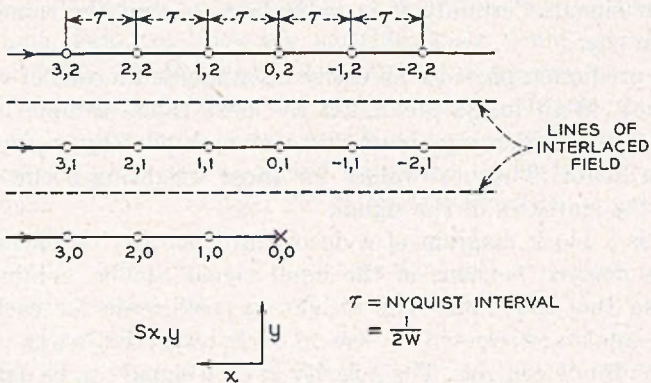 τ τ τ τ τ
3,2 2,2 1,2 0,2 -1,2 -2,2
LINES OF
INTERLACED
FIELD
3,1 2,1 1,1 0,1 -1,1 -2,1
3,0 2,0 1,0 0,0
Sx,y y
x
τ = NYQUIST INTERVAL
= 1/2W